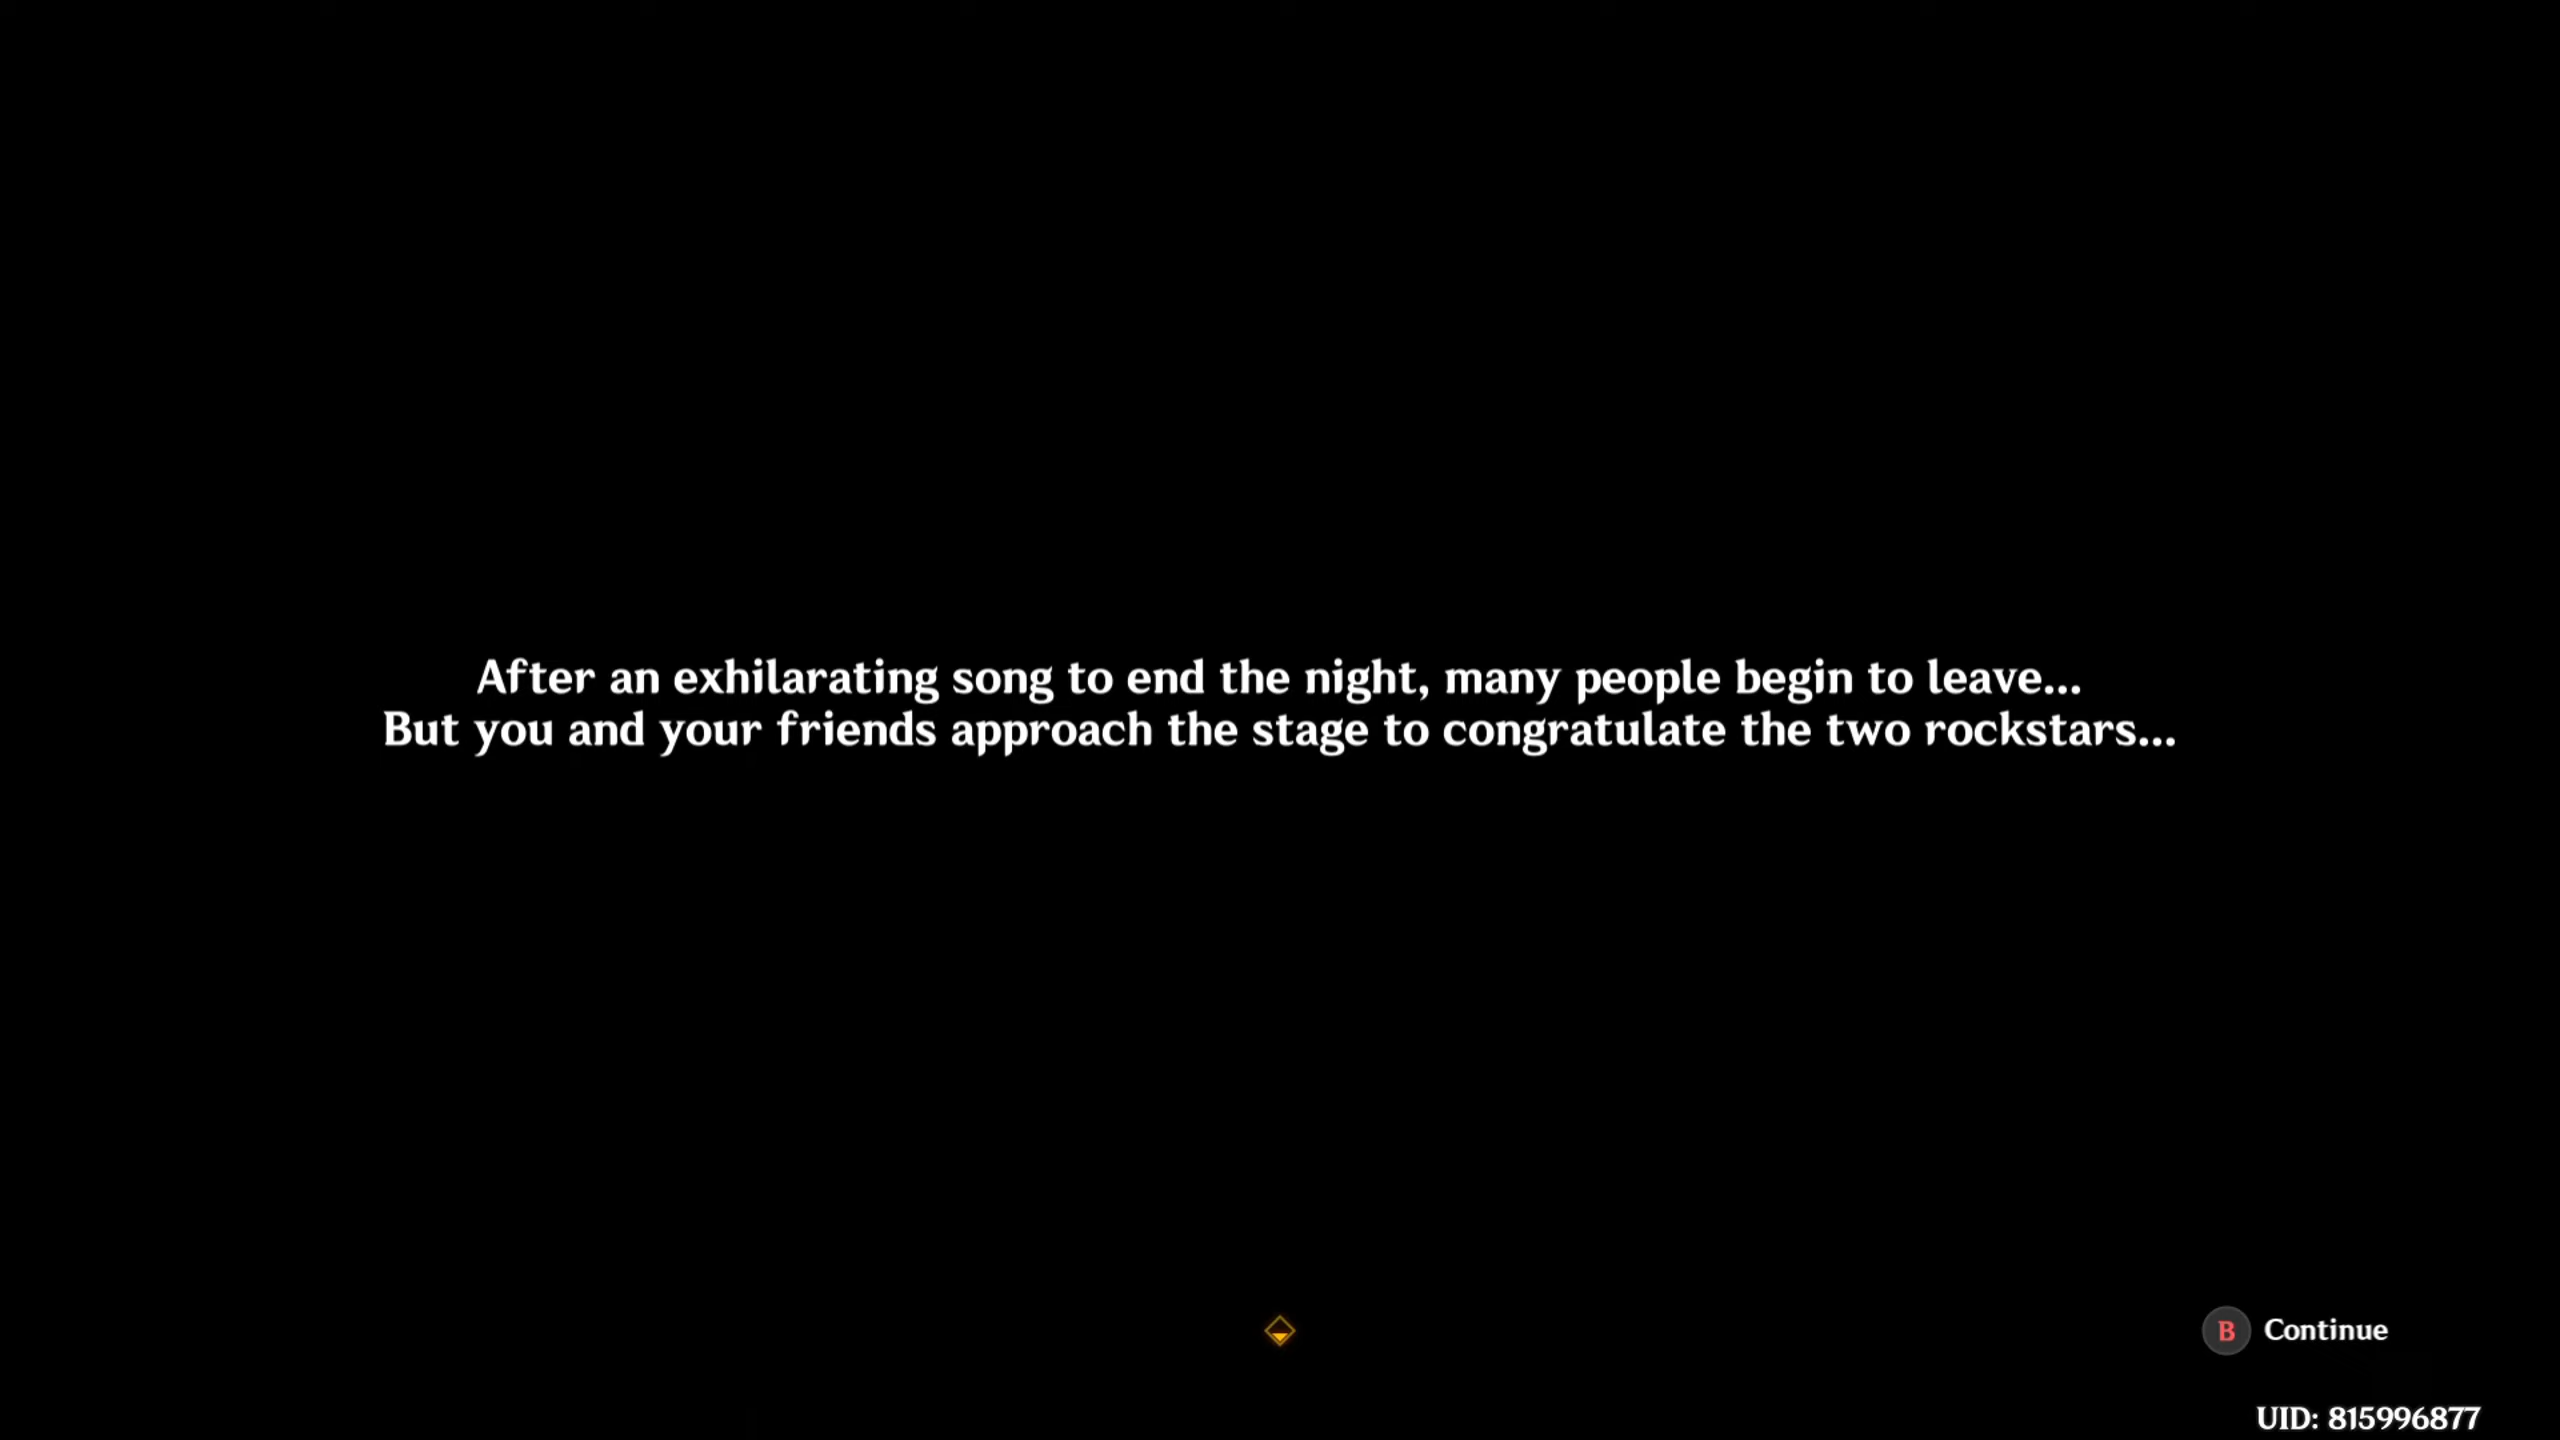 After an exhilarating song to end the night, many people begin to leave...
But you and your friends approach the stage to congratulate the two rockstars...
B Continue
UID: 815996877